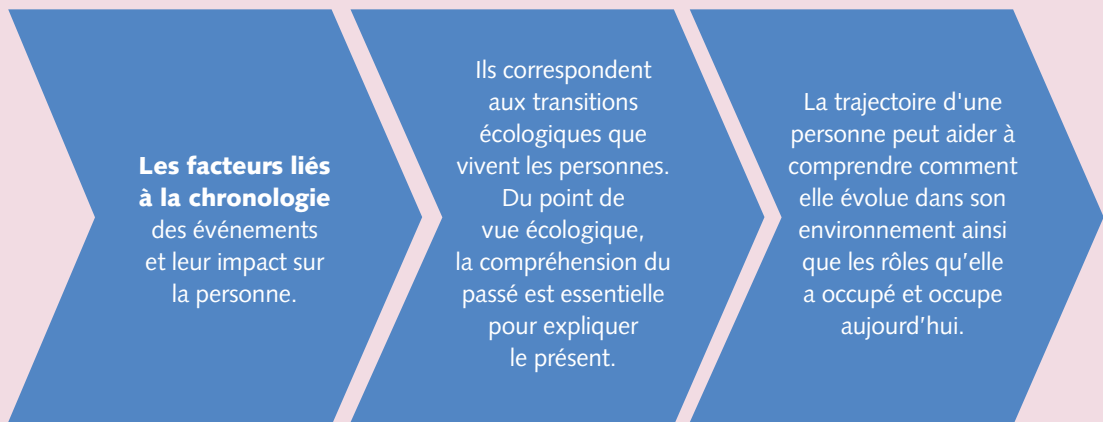 Les facteurs liés
à la chronologie
des événements
et leur impact sur
la personne.
Ils correspondent
aux transitions
écologiques que
vivent les personnes.
Du point de
vue écologique,
la compréhension du
passé est essentielle
pour expliquer
le présent.
La trajectoire d'une
personne peut aider à
comprendre comment
elle évolue dans son
environnement ainsi
que les rôles qu’elle
a occupé et occupe
aujourd’hui.